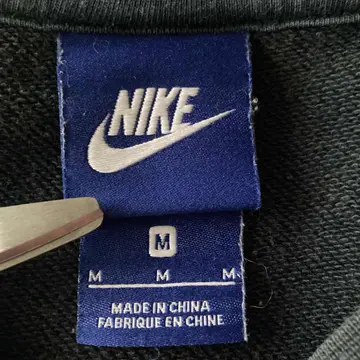 NIKE
M
M M M
MADE IN CHINA
FABRIQUE EN CHINE